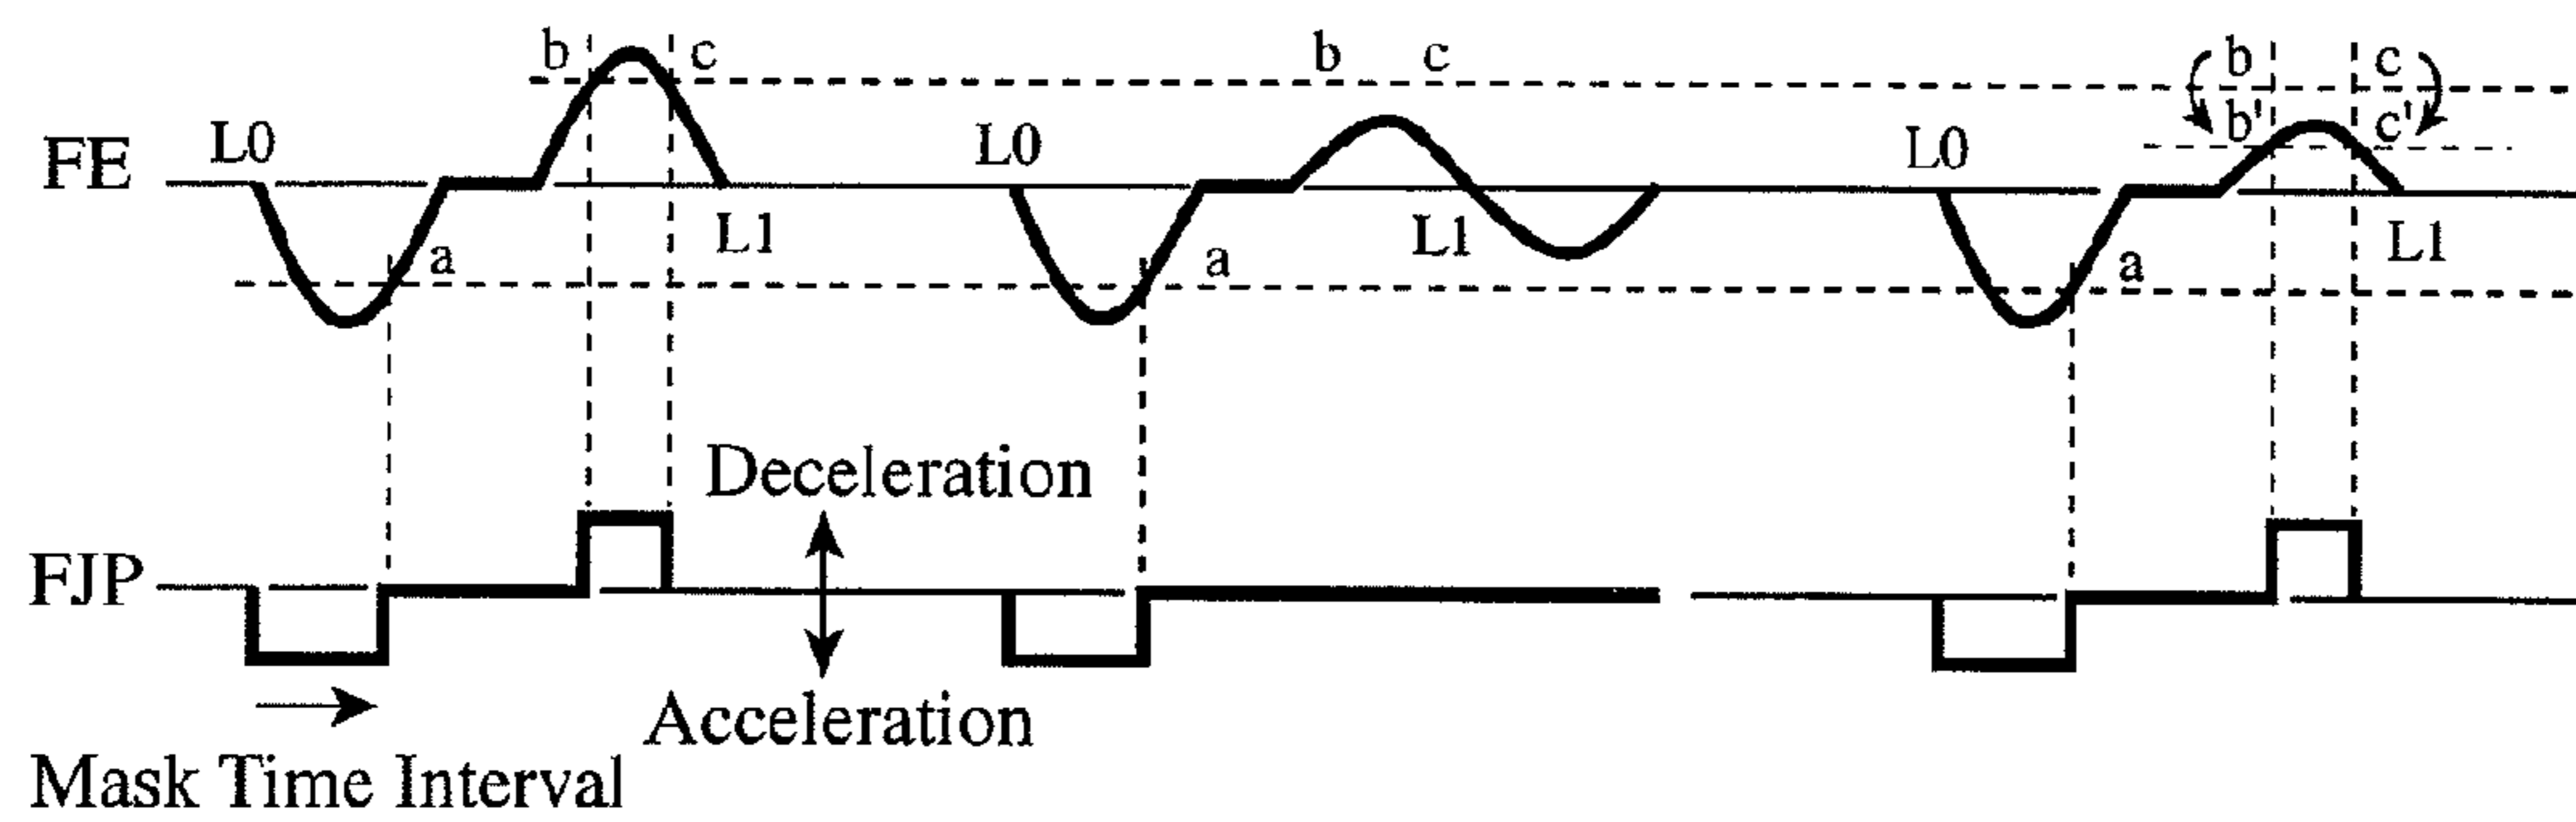 b c b c b c
b' c'
FE L0 L0 L0
L1 L1 L1
a a a
Deceleration
FJP
Acceleration
Mask Time Interval